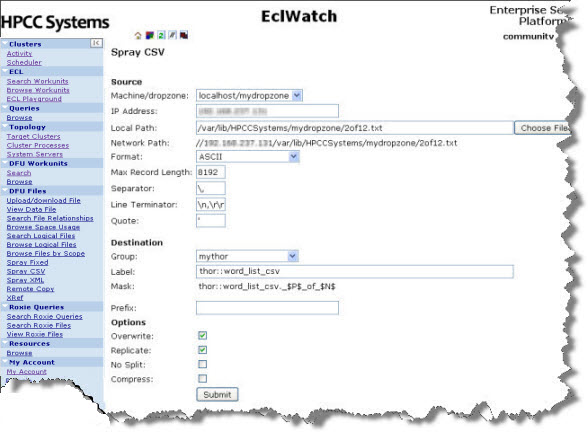 HPCC Systems
EclWatch
Enterprise Se
Platfor
community
Clusters
Activity
Scheduler
ECL
Search Workunits
Browse Workunits
ECL Playground
Queries
Browse
Topology
Target Clusters
Cluster Processes
System Servers
DFU Workunits
Search
Browse
DFU Files
Upload/download File
View Data File
Search File Relationships
Browse Space Usage
Search Logical Files
Browse Logical Files
Browse Files by Scope
Spray Fixed
Spray CSV
Spray XML
Remote Copy
XRef
Roxie Queries
Search Roxie Queries
Search Roxie Files
View Roxie Files
Resources
Browse
My Account
My Account
Spray CSV
Source
Machine/dropzone: localhost/mydropzone
IP Address:
Local Path: /var/lib/HPCCSystems/mydropzone/2of12.txt Choose File
Network Path: //192.168.237.131/var/lib/HPCCSystems/mydropzone/2of12.txt
Format: ASCII
Max Record Length: 8192
Separator: \,
Line Terminator: \n,\r\r
Quote: '
Destination
Group: mythor
Label: thor::word_list_csv
Mask: thor::word_list_csv._$P$_of_$N$
Prefix:
Options
Overwrite:
Replicate:
No Split:
Compress:
Submit